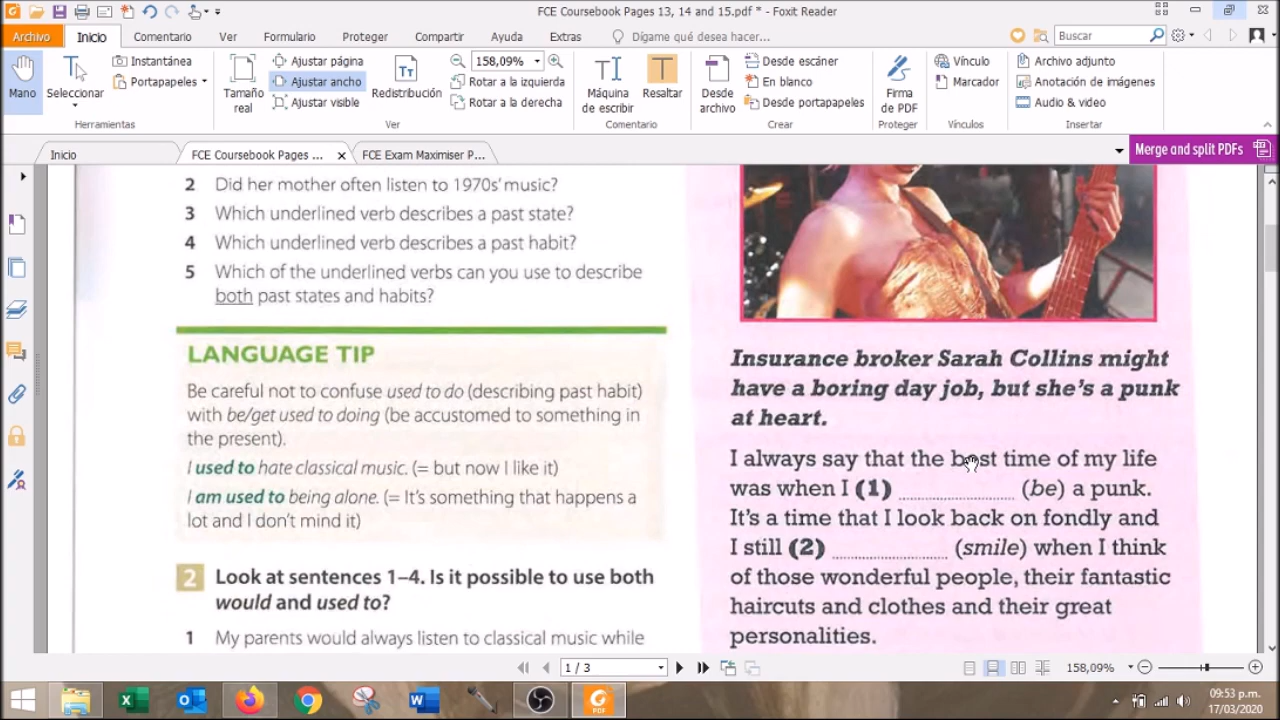 FCE Coursebook Pages 13, 14 and 15.pdf * - Foxit Reader
Archivo
Inicio
Comentario
Ver
Formulario
Proteger
Compartir
Ayuda
Extras
Dígame qué desea hacer...
Buscar
Mano
Seleccionar
Instantánea
Portapapeles
Herramientas
Tamaño
real
Ajustar página
Ajustar ancho
Ajustar visible
Redistribución
158,09%
Rotar a la izquierda
Rotar a la derecha
Ver
Máquina
de escribir
Resaltar
Comentario
Desde
archivo
Desde escáner
En blanco
Desde portapapeles
Crear
Firma
de PDF
Proteger
Vínculo
Marcador
Vínculos
Archivo adjunto
Anotación de imágenes
Audio & video
Insertar
Inicio
FCE Coursebook Pages ...
FCE Exam Maximiser P...
Merge and split PDFs
2 Did her mother often listen to 1970s' music?
3 Which underlined verb describes a past state?
4 Which underlined verb describes a past habit?
5 Which of the underlined verbs can you use to describe
both past states and habits?
LANGUAGE TIP
Be careful not to confuse used to do (describing past habit)
with be/get used to doing (be accustomed to something in
the present).
I used to hate classical music. (= but now I like it)
I am used to being alone. (= It's something that happens a
lot and I don't mind it)
2 Look at sentences 1–4. Is it possible to use both
would and used to?
1 My parents would always listen to classical music while
Insurance broker Sarah Collins might
have a boring day job, but she's a punk
at heart.
I always say that the best time of my life
was when I (1) .................... (be) a punk.
It's a time that I look back on fondly and
I still (2) .................... (smile) when I think
of those wonderful people, their fantastic
haircuts and clothes and their great
personalities.
1 / 3
158,09%
PDF
09:53 p.m.
17/03/2020